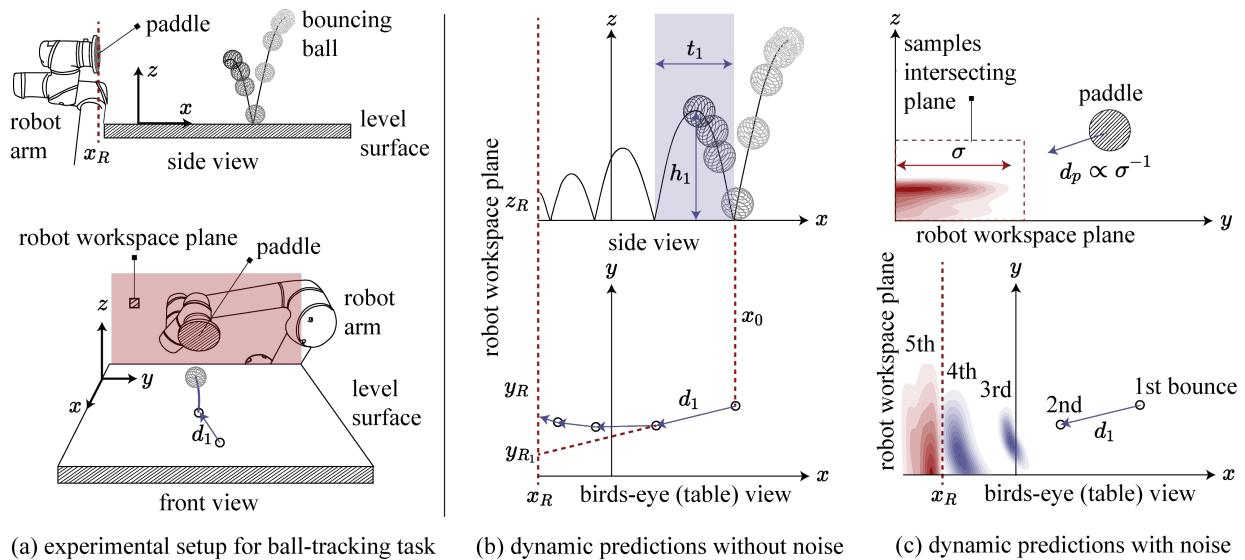 paddle
bouncing
ball
z
x
robot
arm
x_R
side view
level
surface
robot workspace plane
paddle
z
robot
arm
y
x
d_1
level
surface
front view
(a) experimental setup for ball-tracking task
z
t_1
h_1
z_R
x
side view
robot workspace plane
y
x_0
y_R
d_1
y_{R_1}
x
x_R
birds-eye (table) view
(b) dynamic predictions without noise
z
samples
intersecting
plane
paddle
σ
d_p ∝ σ^{-1}
y
robot workspace plane
robot workspace plane
y
5th
4th
3rd
2nd
1st bounce
d_1
x
x_R
birds-eye (table) view
(c) dynamic predictions with noise